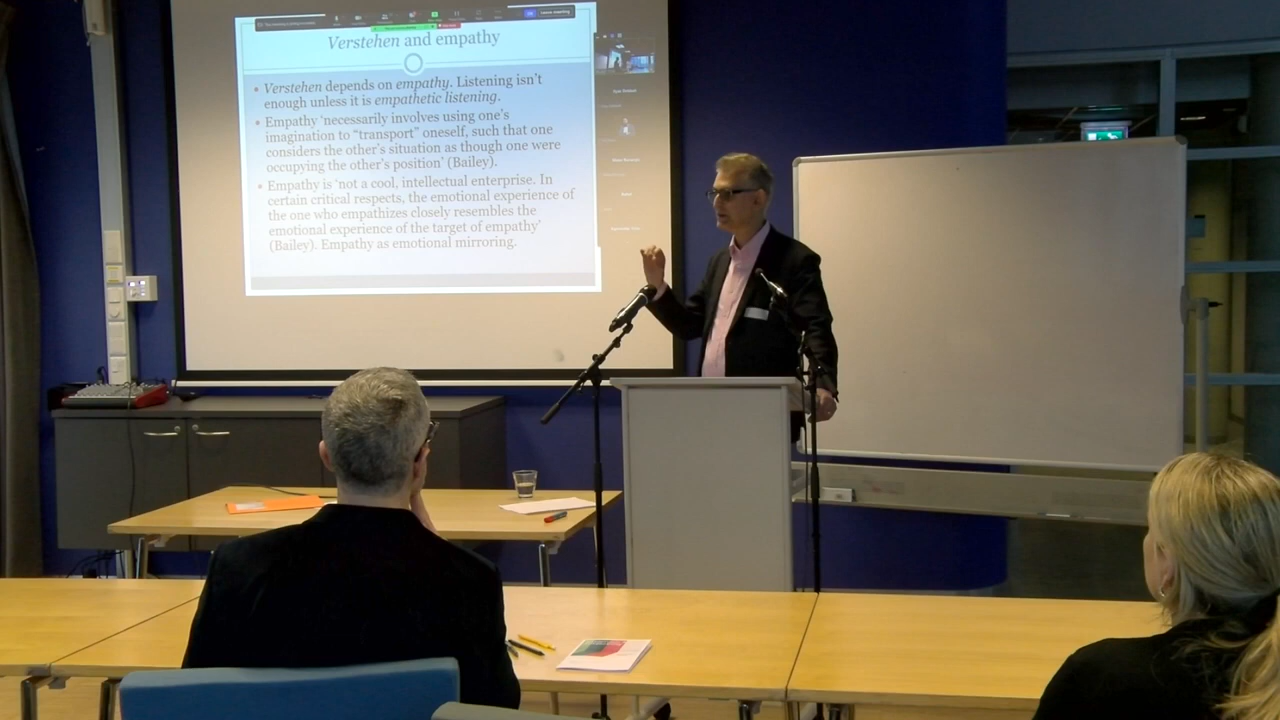 Verstehen and empathy
• Verstehen depends on empathy. Listening isn't
enough unless it is empathetic listening.
• Empathy 'necessarily involves using one's
imagination to "transport" oneself, such that one
considers the other's situation as though one were
occupying the other's position' (Bailey).
• Empathy is 'not a cool, intellectual enterprise. In
certain critical respects, the emotional experience of
the one who empathizes closely resembles the
emotional experience of the target of empathy'
(Bailey). Empathy as emotional mirroring.